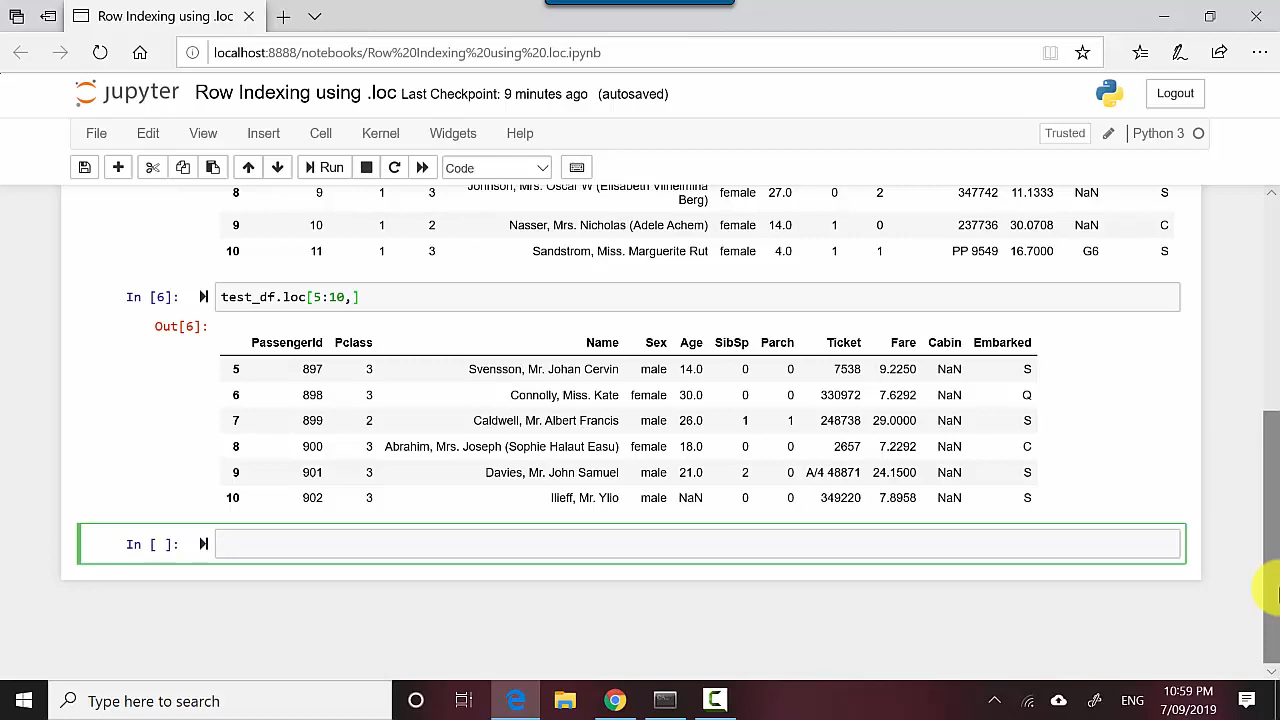 Row Indexing using .loc
localhost:8888/notebooks/Row%20Indexing%20using%20.loc.ipynb
jupyter Row Indexing using .loc Last Checkpoint: 9 minutes ago (autosaved) Logout
File Edit View Insert Cell Kernel Widgets Help Trusted Python 3
Run Code
8 9 1 3 Johnson, Mrs. Oscar W (Elisabeth Vilhelmina female 27.0 0 2 347742 11.1333 NaN S
Berg)
9 10 1 2 Nasser, Mrs. Nicholas (Adele Achem) female 14.0 1 0 237736 30.0708 NaN C
10 11 1 3 Sandstrom, Miss. Marguerite Rut female 4.0 1 1 PP 9549 16.7000 G6 S
In [6]: test_df.loc[5:10,]
Out[6]:
PassengerId Pclass Name Sex Age SibSp Parch Ticket Fare Cabin Embarked
5 897 3 Svensson, Mr. Johan Cervin male 14.0 0 0 7538 9.2250 NaN S
6 898 3 Connolly, Miss. Kate female 30.0 0 0 330972 7.6292 NaN Q
7 899 2 Caldwell, Mr. Albert Francis male 26.0 1 1 248738 29.0000 NaN S
8 900 3 Abrahim, Mrs. Joseph (Sophie Halaut Easu) female 18.0 0 0 2657 7.2292 NaN C
9 901 3 Davies, Mr. John Samuel male 21.0 2 0 A/4 48871 24.1500 NaN S
10 902 3 Ilieff, Mr. Ylio male NaN 0 0 349220 7.8958 NaN S
In [ ]:
Type here to search ENG 10:59 PM
7/09/2019